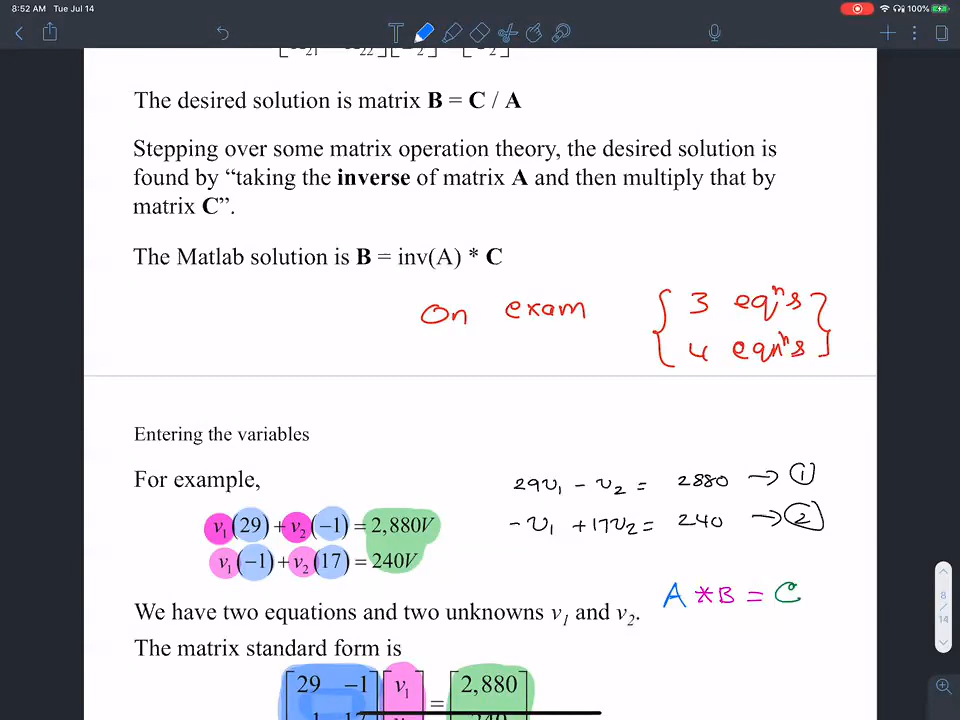 8:52 AM Tue Jul 14
100%
The desired solution is matrix B = C / A
Stepping over some matrix operation theory, the desired solution is
found by “taking the inverse of matrix A and then multiply that by
matrix C”.
The Matlab solution is B = inv(A) * C
On exam { 3 eqⁿs }
{ 4 eqnⁿs }
Entering the variables
For example,
29v₁ - v₂ = 2880 → ①
- v₁ + 17v₂ = 240 → ②
v₁(29) + v₂(−1) = 2,880V
v₁(−1) + v₂(17) = 240V
A * B = C
We have two equations and two unknowns v₁ and v₂.
The matrix standard form is
[29 −1] [v₁] = [2,880]
8
/
14